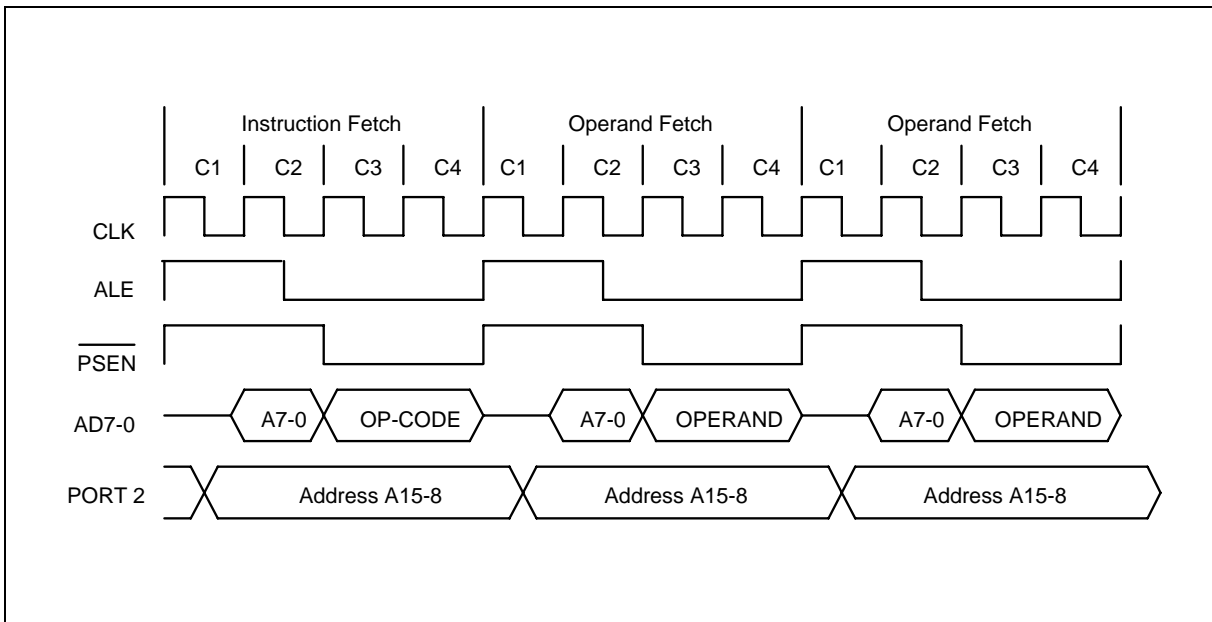 Instruction Fetch Operand Fetch Operand Fetch
C1 C2 C3 C4 C1 C2 C3 C4 C1 C2 C3 C4
CLK
ALE
PSEN
AD7-0 A7-0 OP-CODE A7-0 OPERAND A7-0 OPERAND
PORT 2 Address A15-8 Address A15-8 Address A15-8